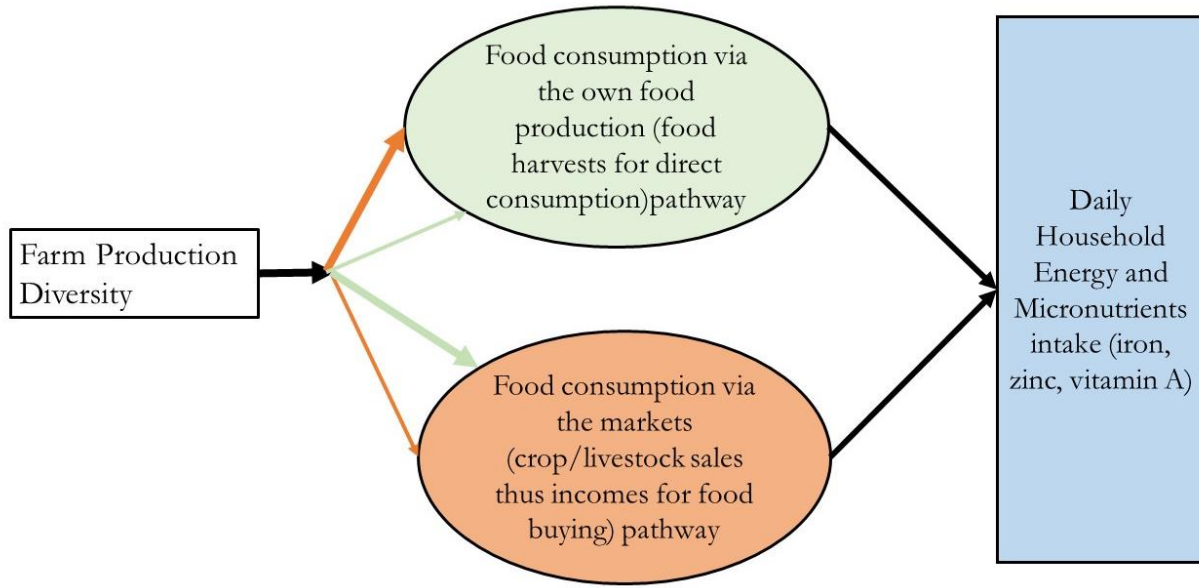 Farm Production
Diversity
Food consumption via
the own food
production (food
harvests for direct
consumption)pathway
Food consumption via
the markets
(crop/livestock sales
thus incomes for food
buying) pathway
Daily
Household
Energy and
Micronutrients
intake (iron,
zinc, vitamin A)